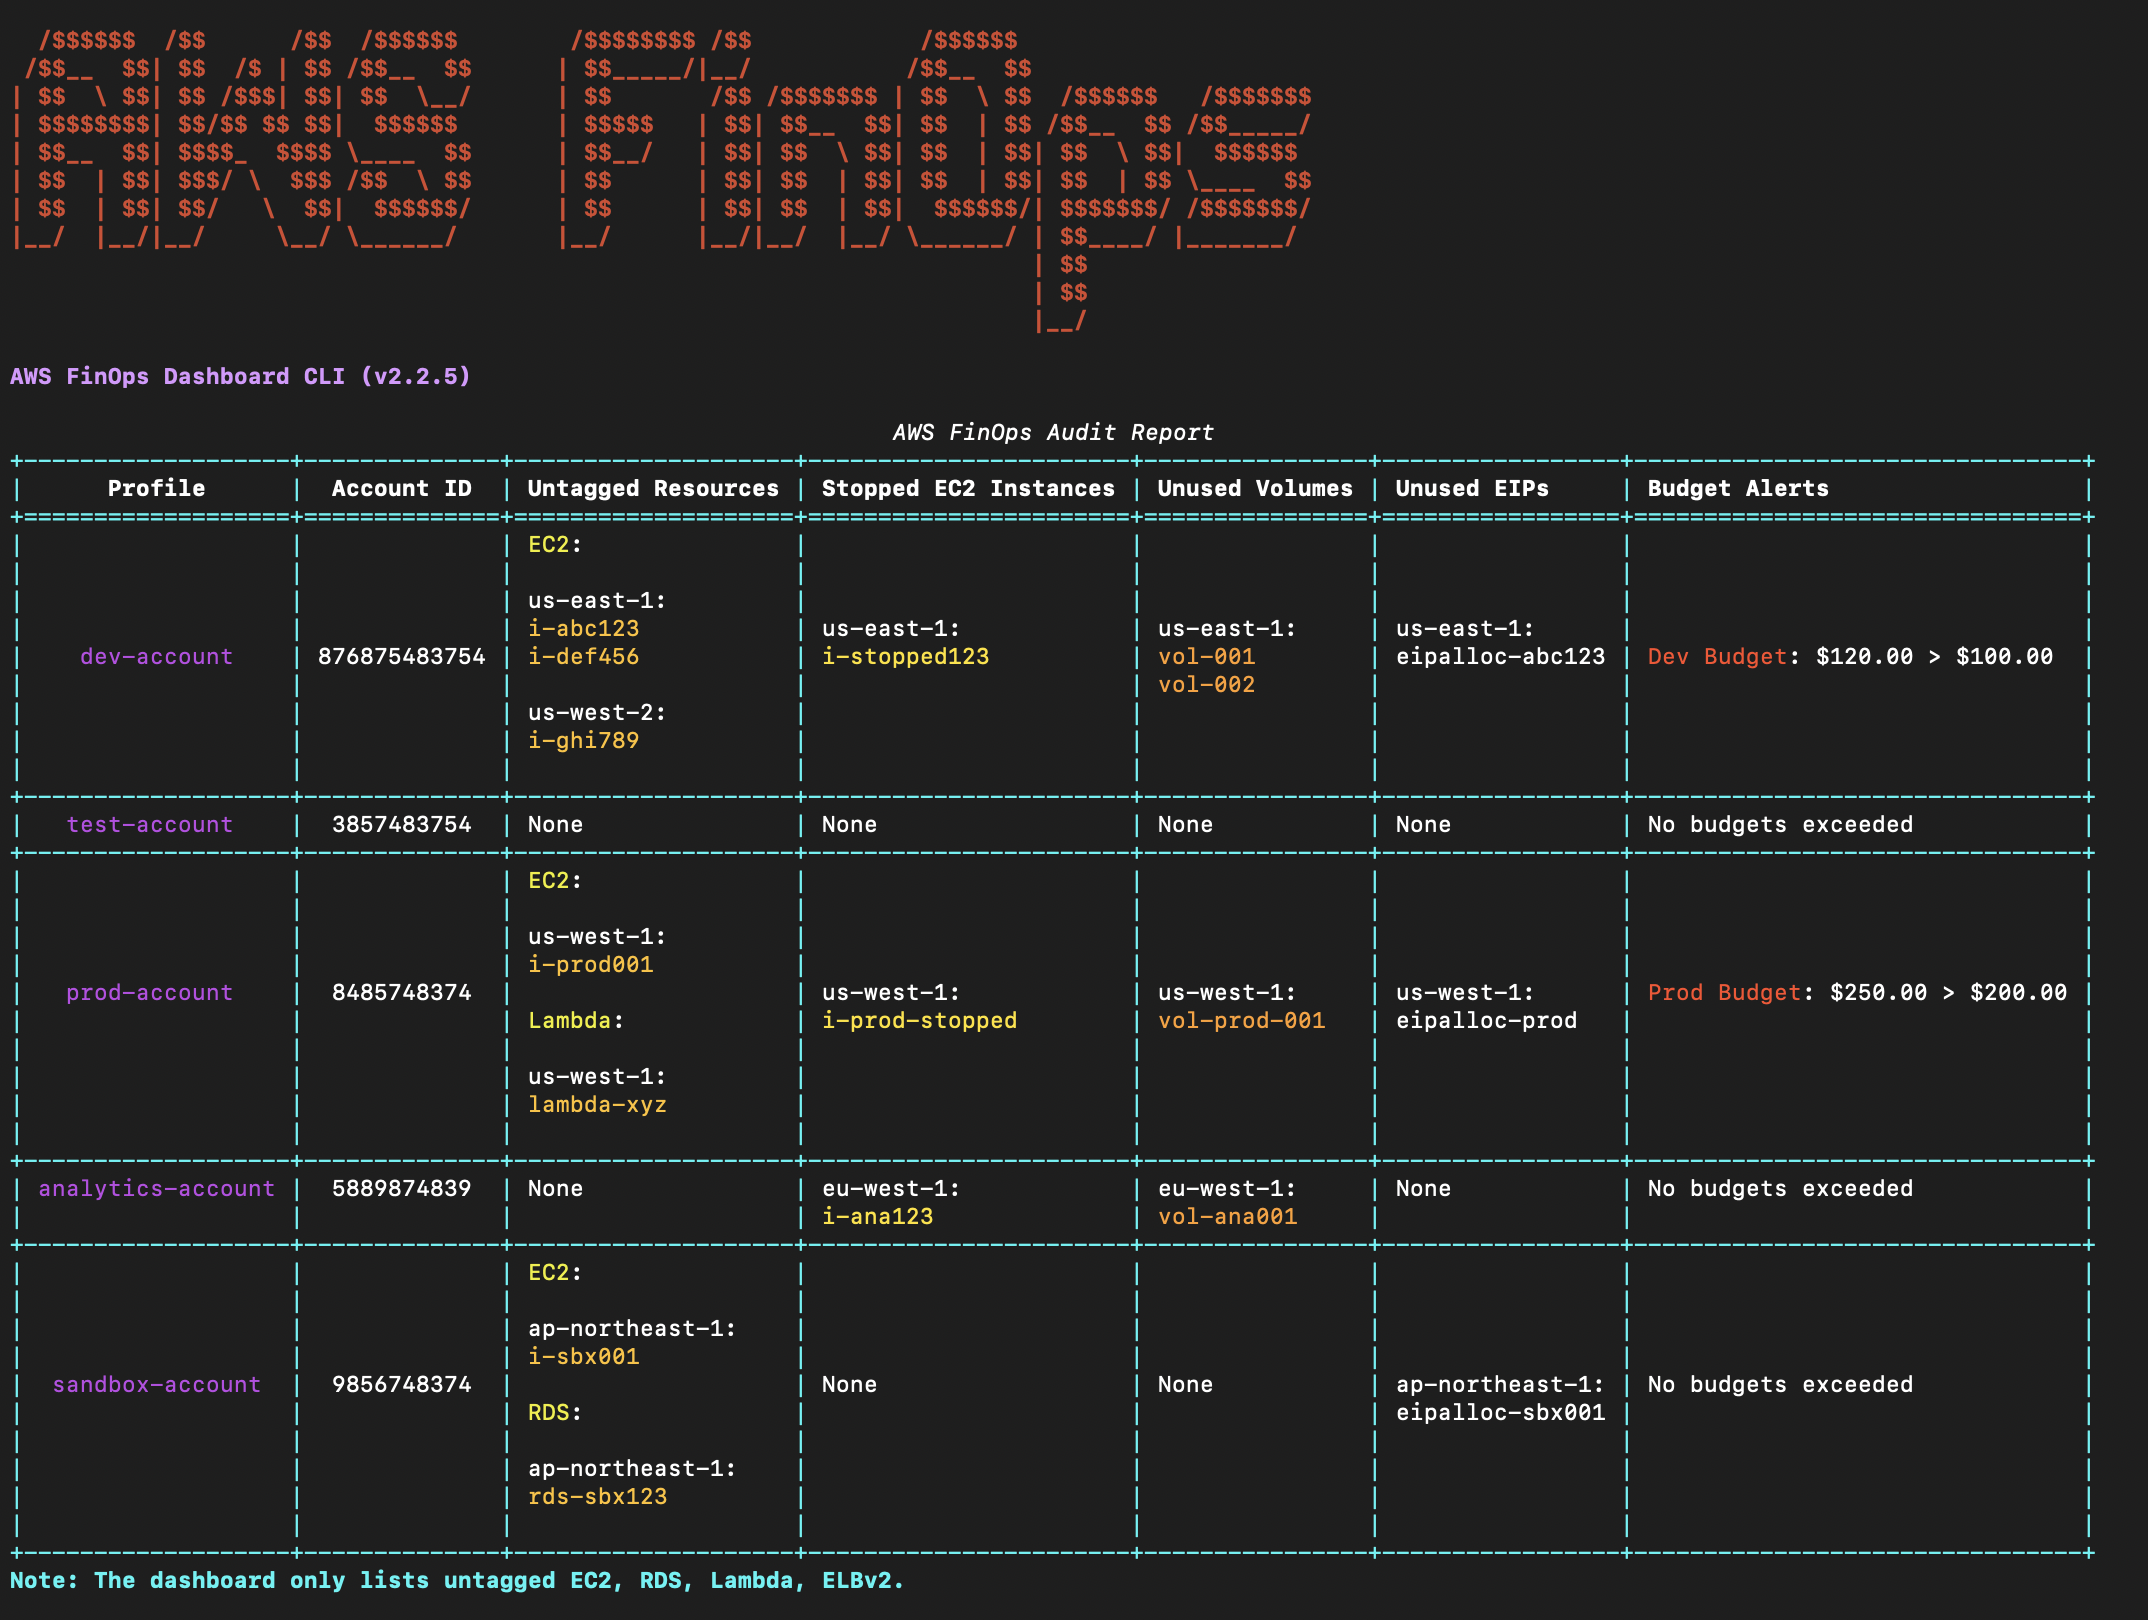 /$$$$$$  /$$      /$$  /$$$$$$        /$$$$$$$$ /$$            /$$$$$$
 /$$__  $$| $$  /$ | $$ /$$__  $$      | $$_____/|__/           /$$__  $$
| $$  \ $$| $$ /$$$| $$| $$  \__/      | $$       /$$ /$$$$$$$ | $$  \ $$  /$$$$$$   /$$$$$$$
| $$$$$$$$| $$/$$ $$ $$|  $$$$$$       | $$$$$   | $$| $$__  $$| $$  | $$ /$$__  $$ /$$_____/
| $$__  $$| $$$$_  $$$$ \____  $$      | $$__/   | $$| $$  \ $$| $$  | $$| $$  \ $$|  $$$$$$
| $$  | $$| $$$/ \  $$$ /$$  \ $$      | $$      | $$| $$  | $$| $$  | $$| $$  | $$ \____  $$
| $$  | $$| $$/   \  $$|  $$$$$$/      | $$      | $$| $$  | $$|  $$$$$$/| $$$$$$$/ /$$$$$$$/
|__/  |__/|__/     \__/ \______/       |__/      |__/|__/  |__/ \______/ | $$____/ |_______/
                                                                         | $$
                                                                         | $$
                                                                         |__/
AWS FinOps Dashboard CLI (v2.2.5)
AWS FinOps Audit Report
Profile | Account ID | Untagged Resources | Stopped EC2 Instances | Unused Volumes | Unused EIPs | Budget Alerts
EC2:
us-east-1:
i-abc123 us-east-1: us-east-1: us-east-1:
dev-account 876875483754 i-def456 i-stopped123 vol-001 eipalloc-abc123 Dev Budget: $120.00 > $100.00
vol-002
us-west-2:
i-ghi789
test-account 3857483754 None None None None No budgets exceeded
EC2:
us-west-1:
i-prod001
prod-account 8485748374 us-west-1: us-west-1: us-west-1: Prod Budget: $250.00 > $200.00
Lambda: i-prod-stopped vol-prod-001 eipalloc-prod
us-west-1:
lambda-xyz
analytics-account 5889874839 None eu-west-1: eu-west-1: None No budgets exceeded
i-ana123 vol-ana001
EC2:
ap-northeast-1:
i-sbx001
sandbox-account 9856748374 None None ap-northeast-1: No budgets exceeded
RDS: eipalloc-sbx001
ap-northeast-1:
rds-sbx123
Note: The dashboard only lists untagged EC2, RDS, Lambda, ELBv2.